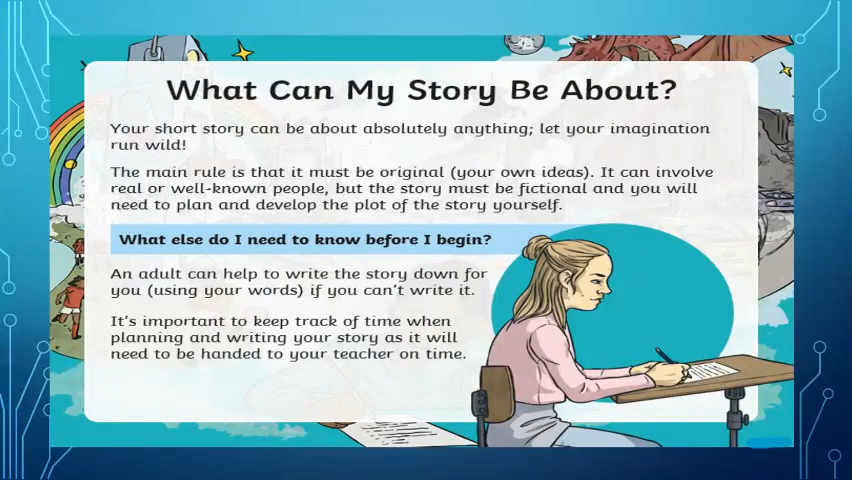 What Can My Story Be About?
Your short story can be about absolutely anything; let your imagination
run wild!
The main rule is that it must be original (your own ideas). It can involve
real or well-known people, but the story must be fictional and you will
need to plan and develop the plot of the story yourself.
What else do I need to know before I begin?
An adult can help to write the story down for
you (using your words) if you can't write it.
It's important to keep track of time when
planning and writing your story as it will
need to be handed to your teacher on time.